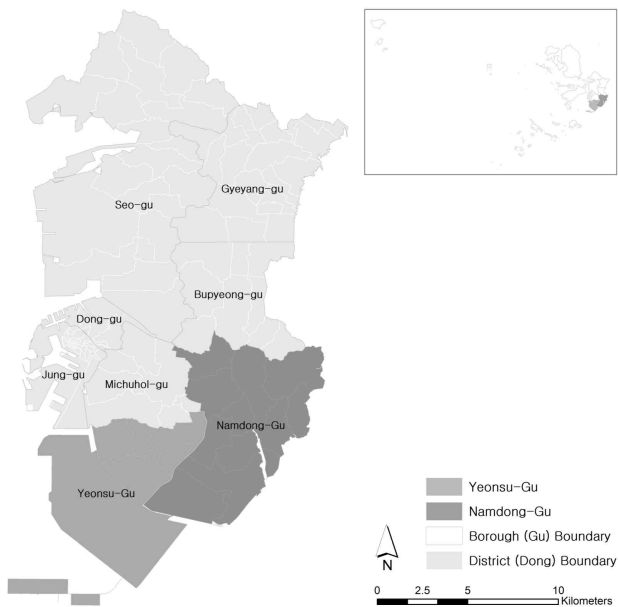 Gyeyang-gu
Seo-gu
Bupyeong-gu
Dong-gu
Jung-gu
Michuhol-gu
Namdong-Gu
Yeonsu-Gu
Yeonsu-Gu
Namdong-Gu
Borough (Gu) Boundary
District (Dong) Boundary
N
0 2.5 5 10
Kilometers